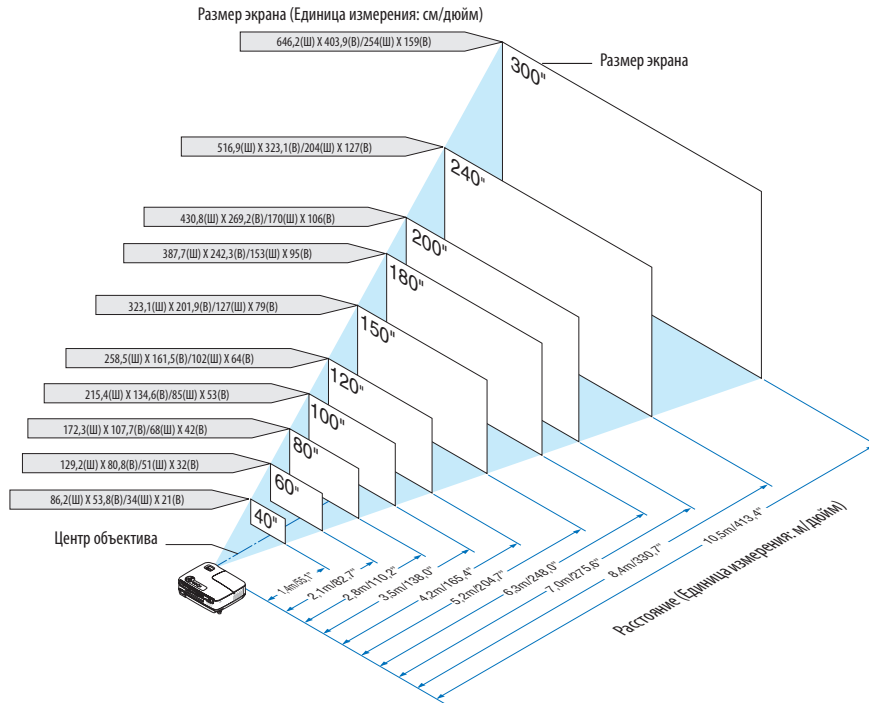 Размер экрана (Единица измерения: см/дюйм)
646,2(Ш) X 403,9(В)/254(Ш) X 159(В)
300"
Размер экрана
516,9(Ш) X 323,1(В)/204(Ш) X 127(В)
240"
430,8(Ш) X 269,2(В)/170(Ш) X 106(В)
200"
387,7(Ш) X 242,3(В)/153(Ш) X 95(В)
180"
323,1(Ш) X 201,9(В)/127(Ш) X 79(В)
150"
258,5(Ш) X 161,5(В)/102(Ш) X 64(В)
120"
215,4(Ш) X 134,6(В)/85(Ш) X 53(В)
100"
172,3(Ш) X 107,7(В)/68(Ш) X 42(В)
80"
129,2(Ш) X 80,8(В)/51(Ш) X 32(В)
60"
86,2(Ш) X 53,8(В)/34(Ш) X 21(В)
40"
Центр объектива
1,4m/55,1"
2,1m/82,7"
2,8m/110,2"
3,5m/138,0"
4,2m/165,4"
5,2m/204,7"
6,3m/248,0"
7,0m/275,6"
8,4m/330,7"
10,5m/413,4"
Расстояние (Единица измерения: м/дюйм)